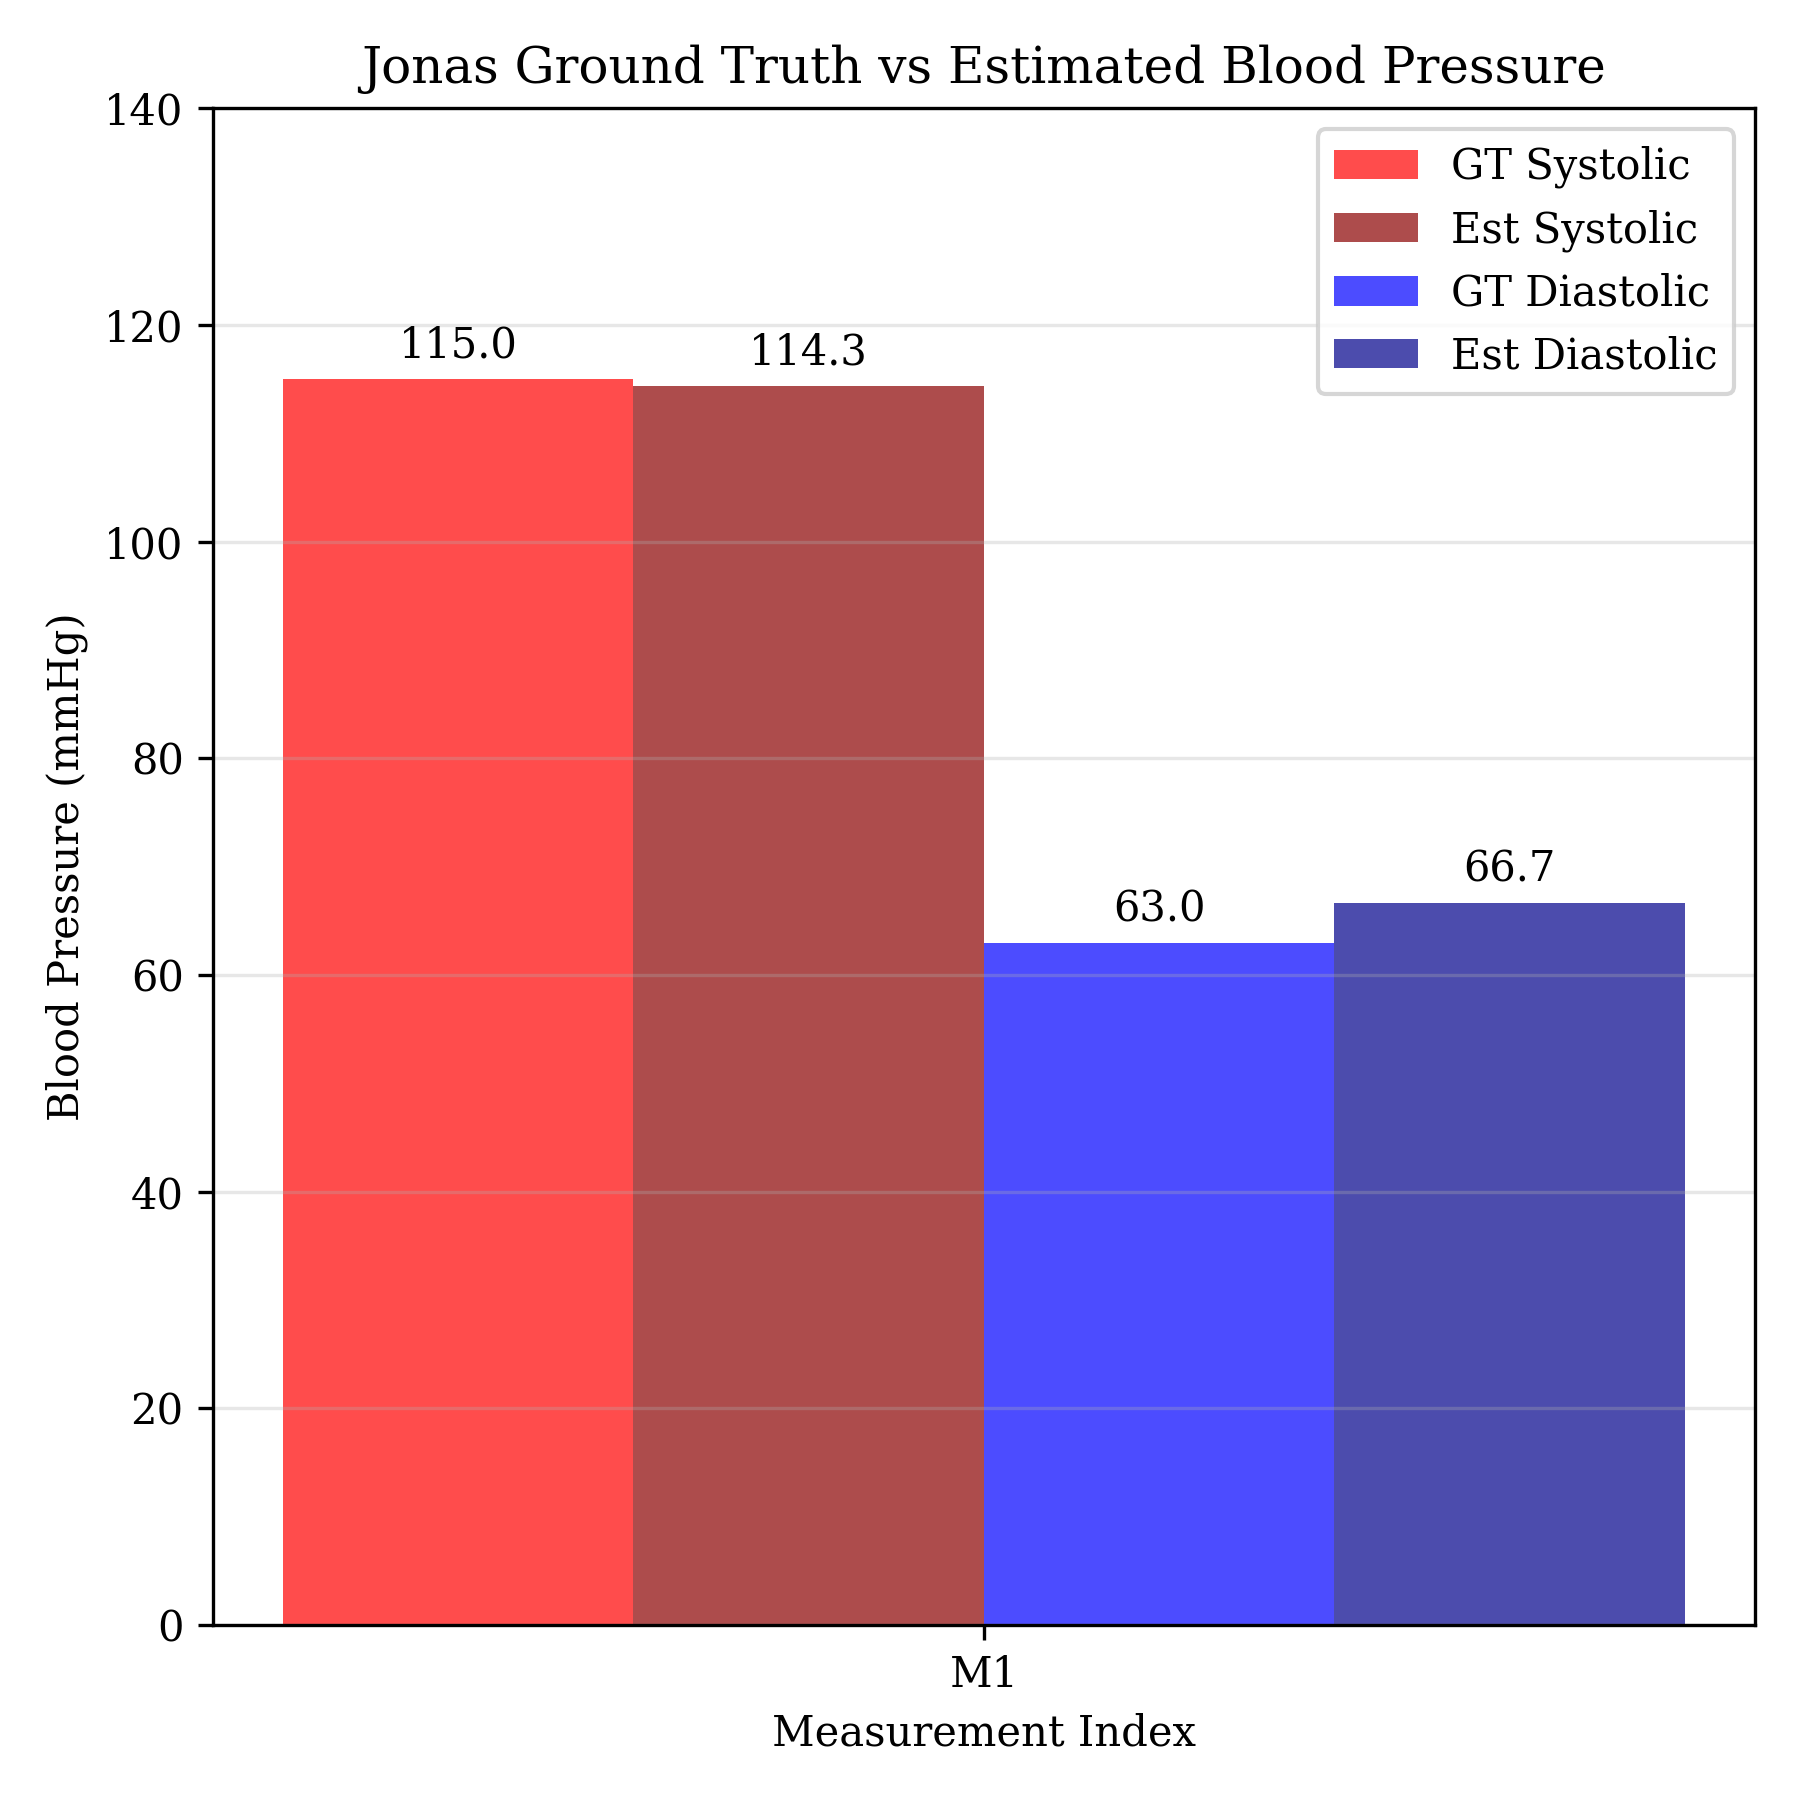 Jonas Ground Truth vs Estimated Blood Pressure
140
120
100
80
60
40
20
0
Blood Pressure (mmHg)
GT Systolic
Est Systolic
GT Diastolic
Est Diastolic
115.0
114.3
63.0
66.7
M1
Measurement Index